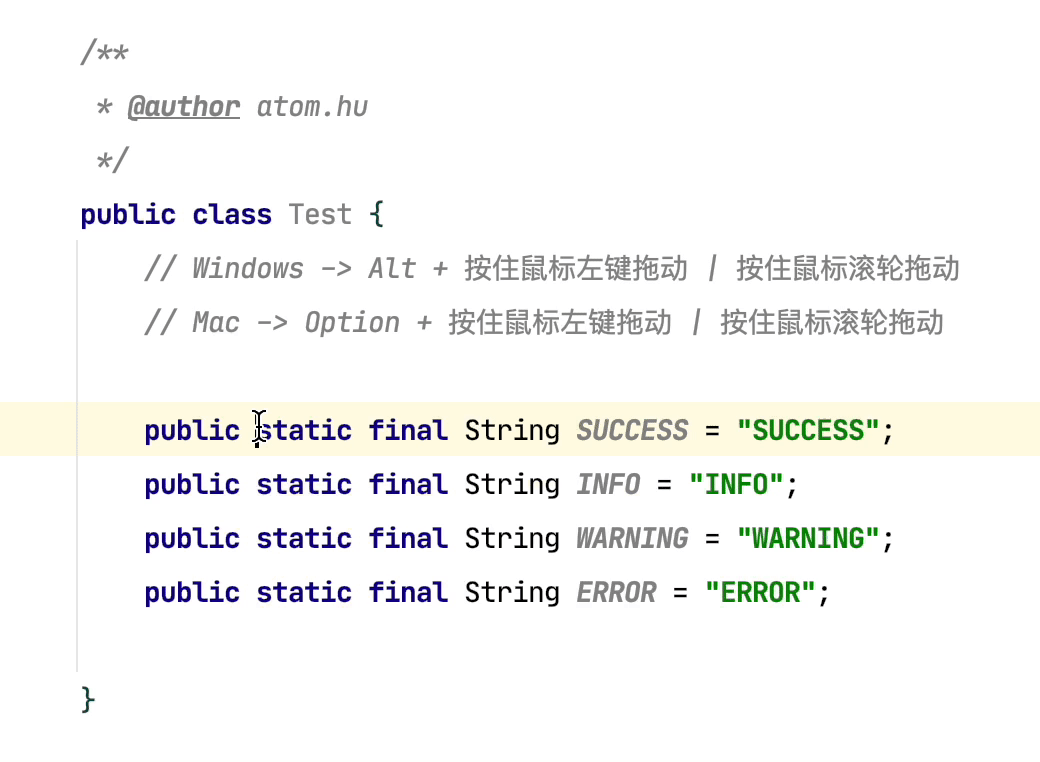 /**
 * @author atom.hu
 */
public class Test {
    // Windows -> Alt + 按住鼠标左键拖动 | 按住鼠标滚轮拖动
    // Mac -> Option + 按住鼠标左键拖动 | 按住鼠标滚轮拖动
    public static final String SUCCESS = "SUCCESS";
    public static final String INFO = "INFO";
    public static final String WARNING = "WARNING";
    public static final String ERROR = "ERROR";
}